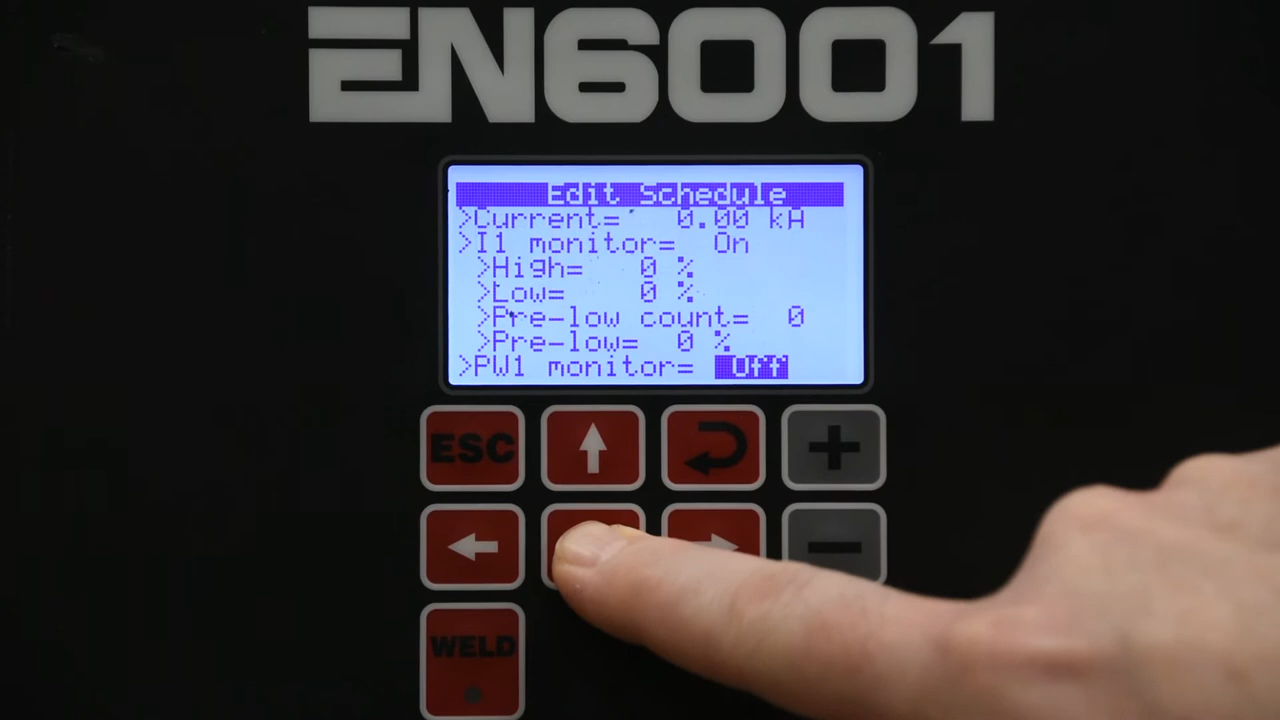 EN6001
Edit Schedule
>Current= 0.00 kA
>I1 monitor= On
>High= 0 %
>Low= 0 %
>Pre-low count= 0
>Pre-low= 0 %
>PW1 monitor= Off
ESC
+
−
WELD